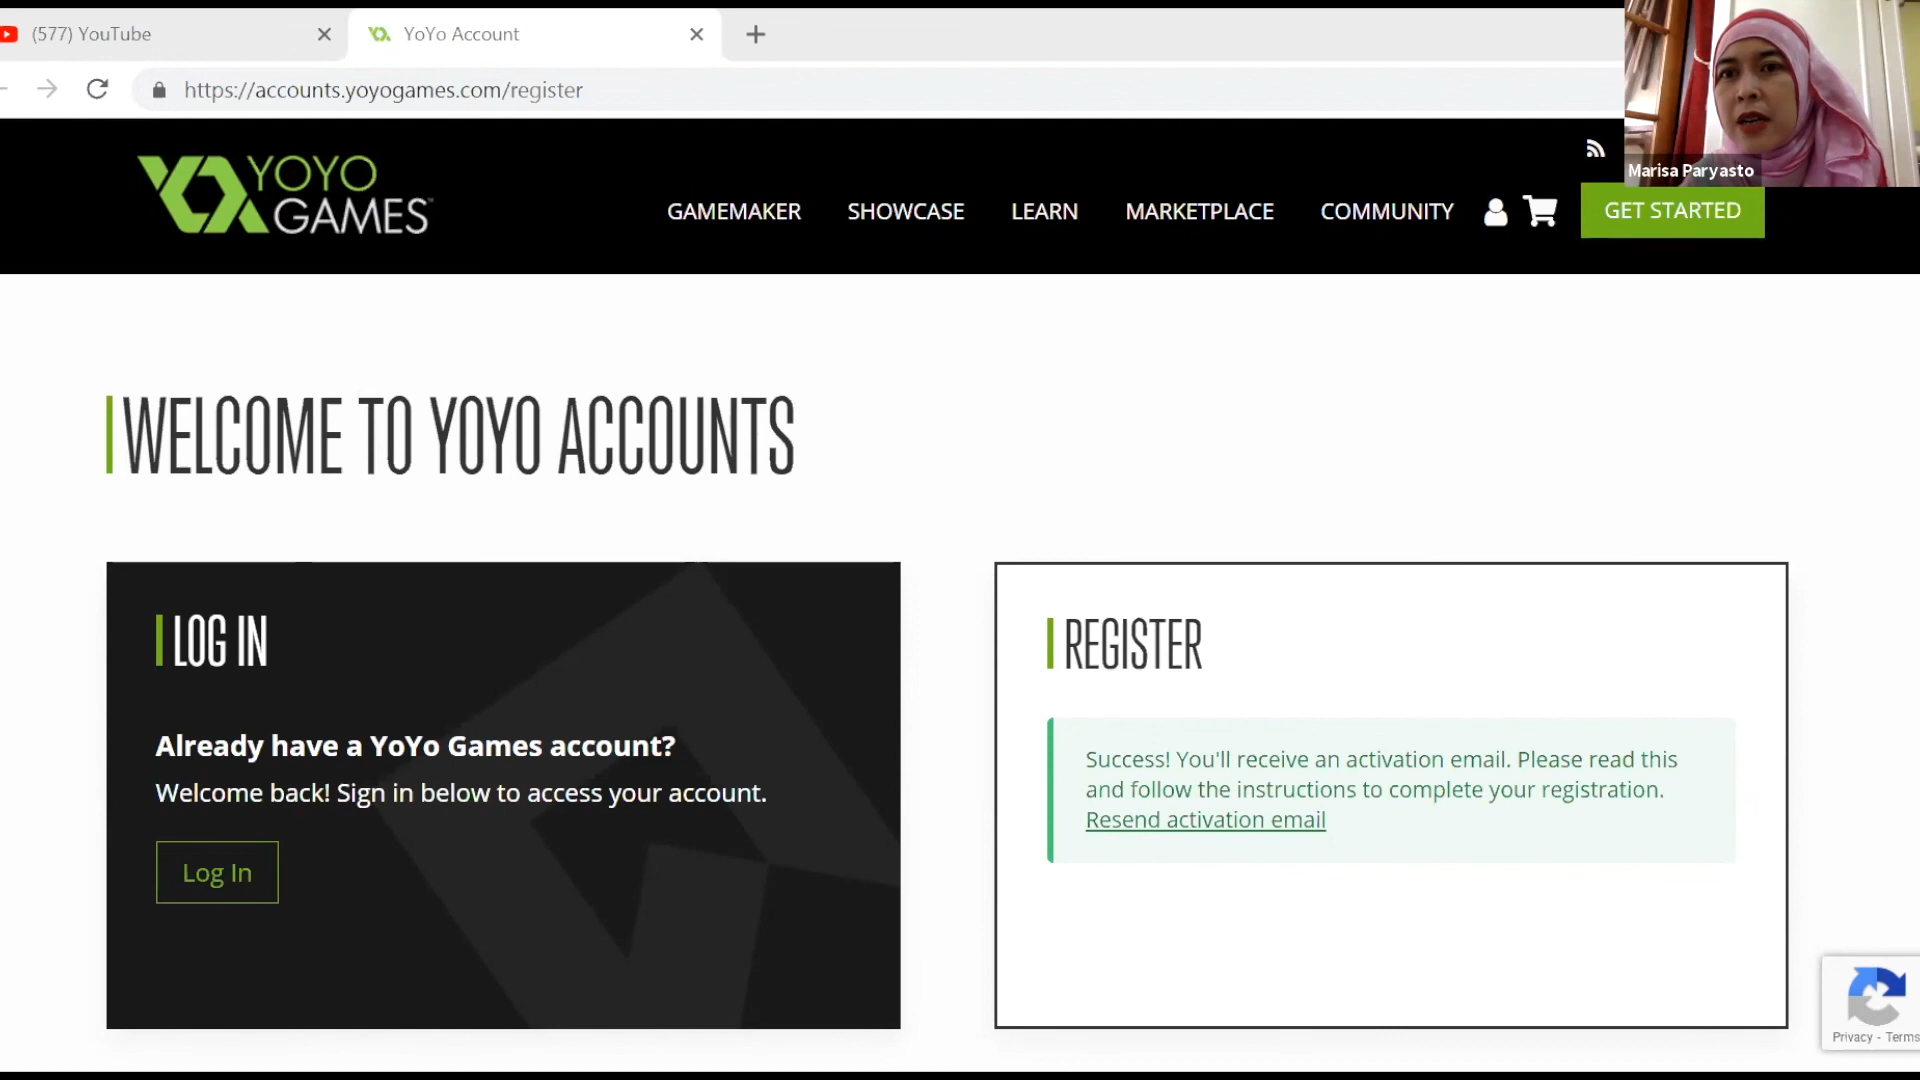 (577) YouTube
YoYo Account
https://accounts.yoyogames.com/register
Marisa Paryasto
YOYO
GAMES™
GAMEMAKER SHOWCASE LEARN MARKETPLACE COMMUNITY GET STARTED
WELCOME TO YOYO ACCOUNTS
LOG IN
Already have a YoYo Games account?
Welcome back! Sign in below to access your account.
Log In
REGISTER
Success! You'll receive an activation email. Please read this
and follow the instructions to complete your registration.
Resend activation email
Privacy - Terms